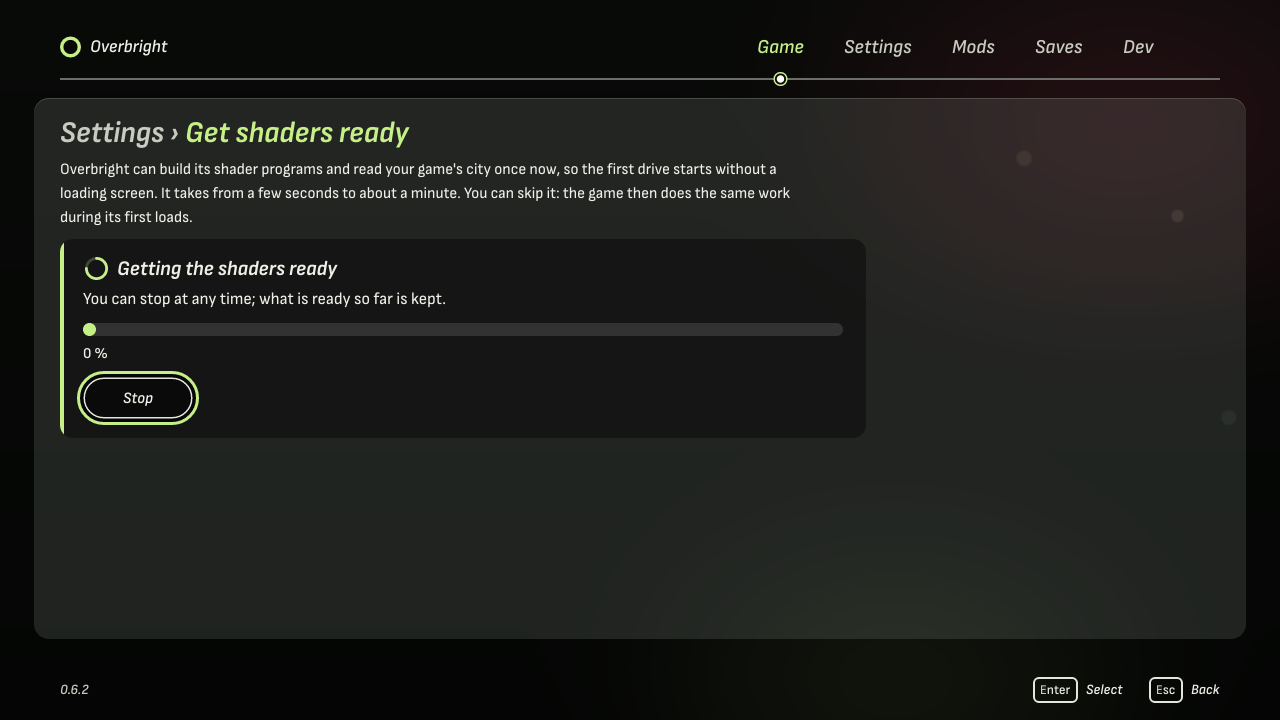 Overbright
Game Settings Mods Saves Dev
Settings › Get shaders ready
Overbright can build its shader programs and read your game's city once now, so the first drive starts without a
loading screen. It takes from a few seconds to about a minute. You can skip it: the game then does the same work
during its first loads.
Getting the shaders ready
You can stop at any time; what is ready so far is kept.
0 %
Stop
0.6.2
Enter Select Esc Back